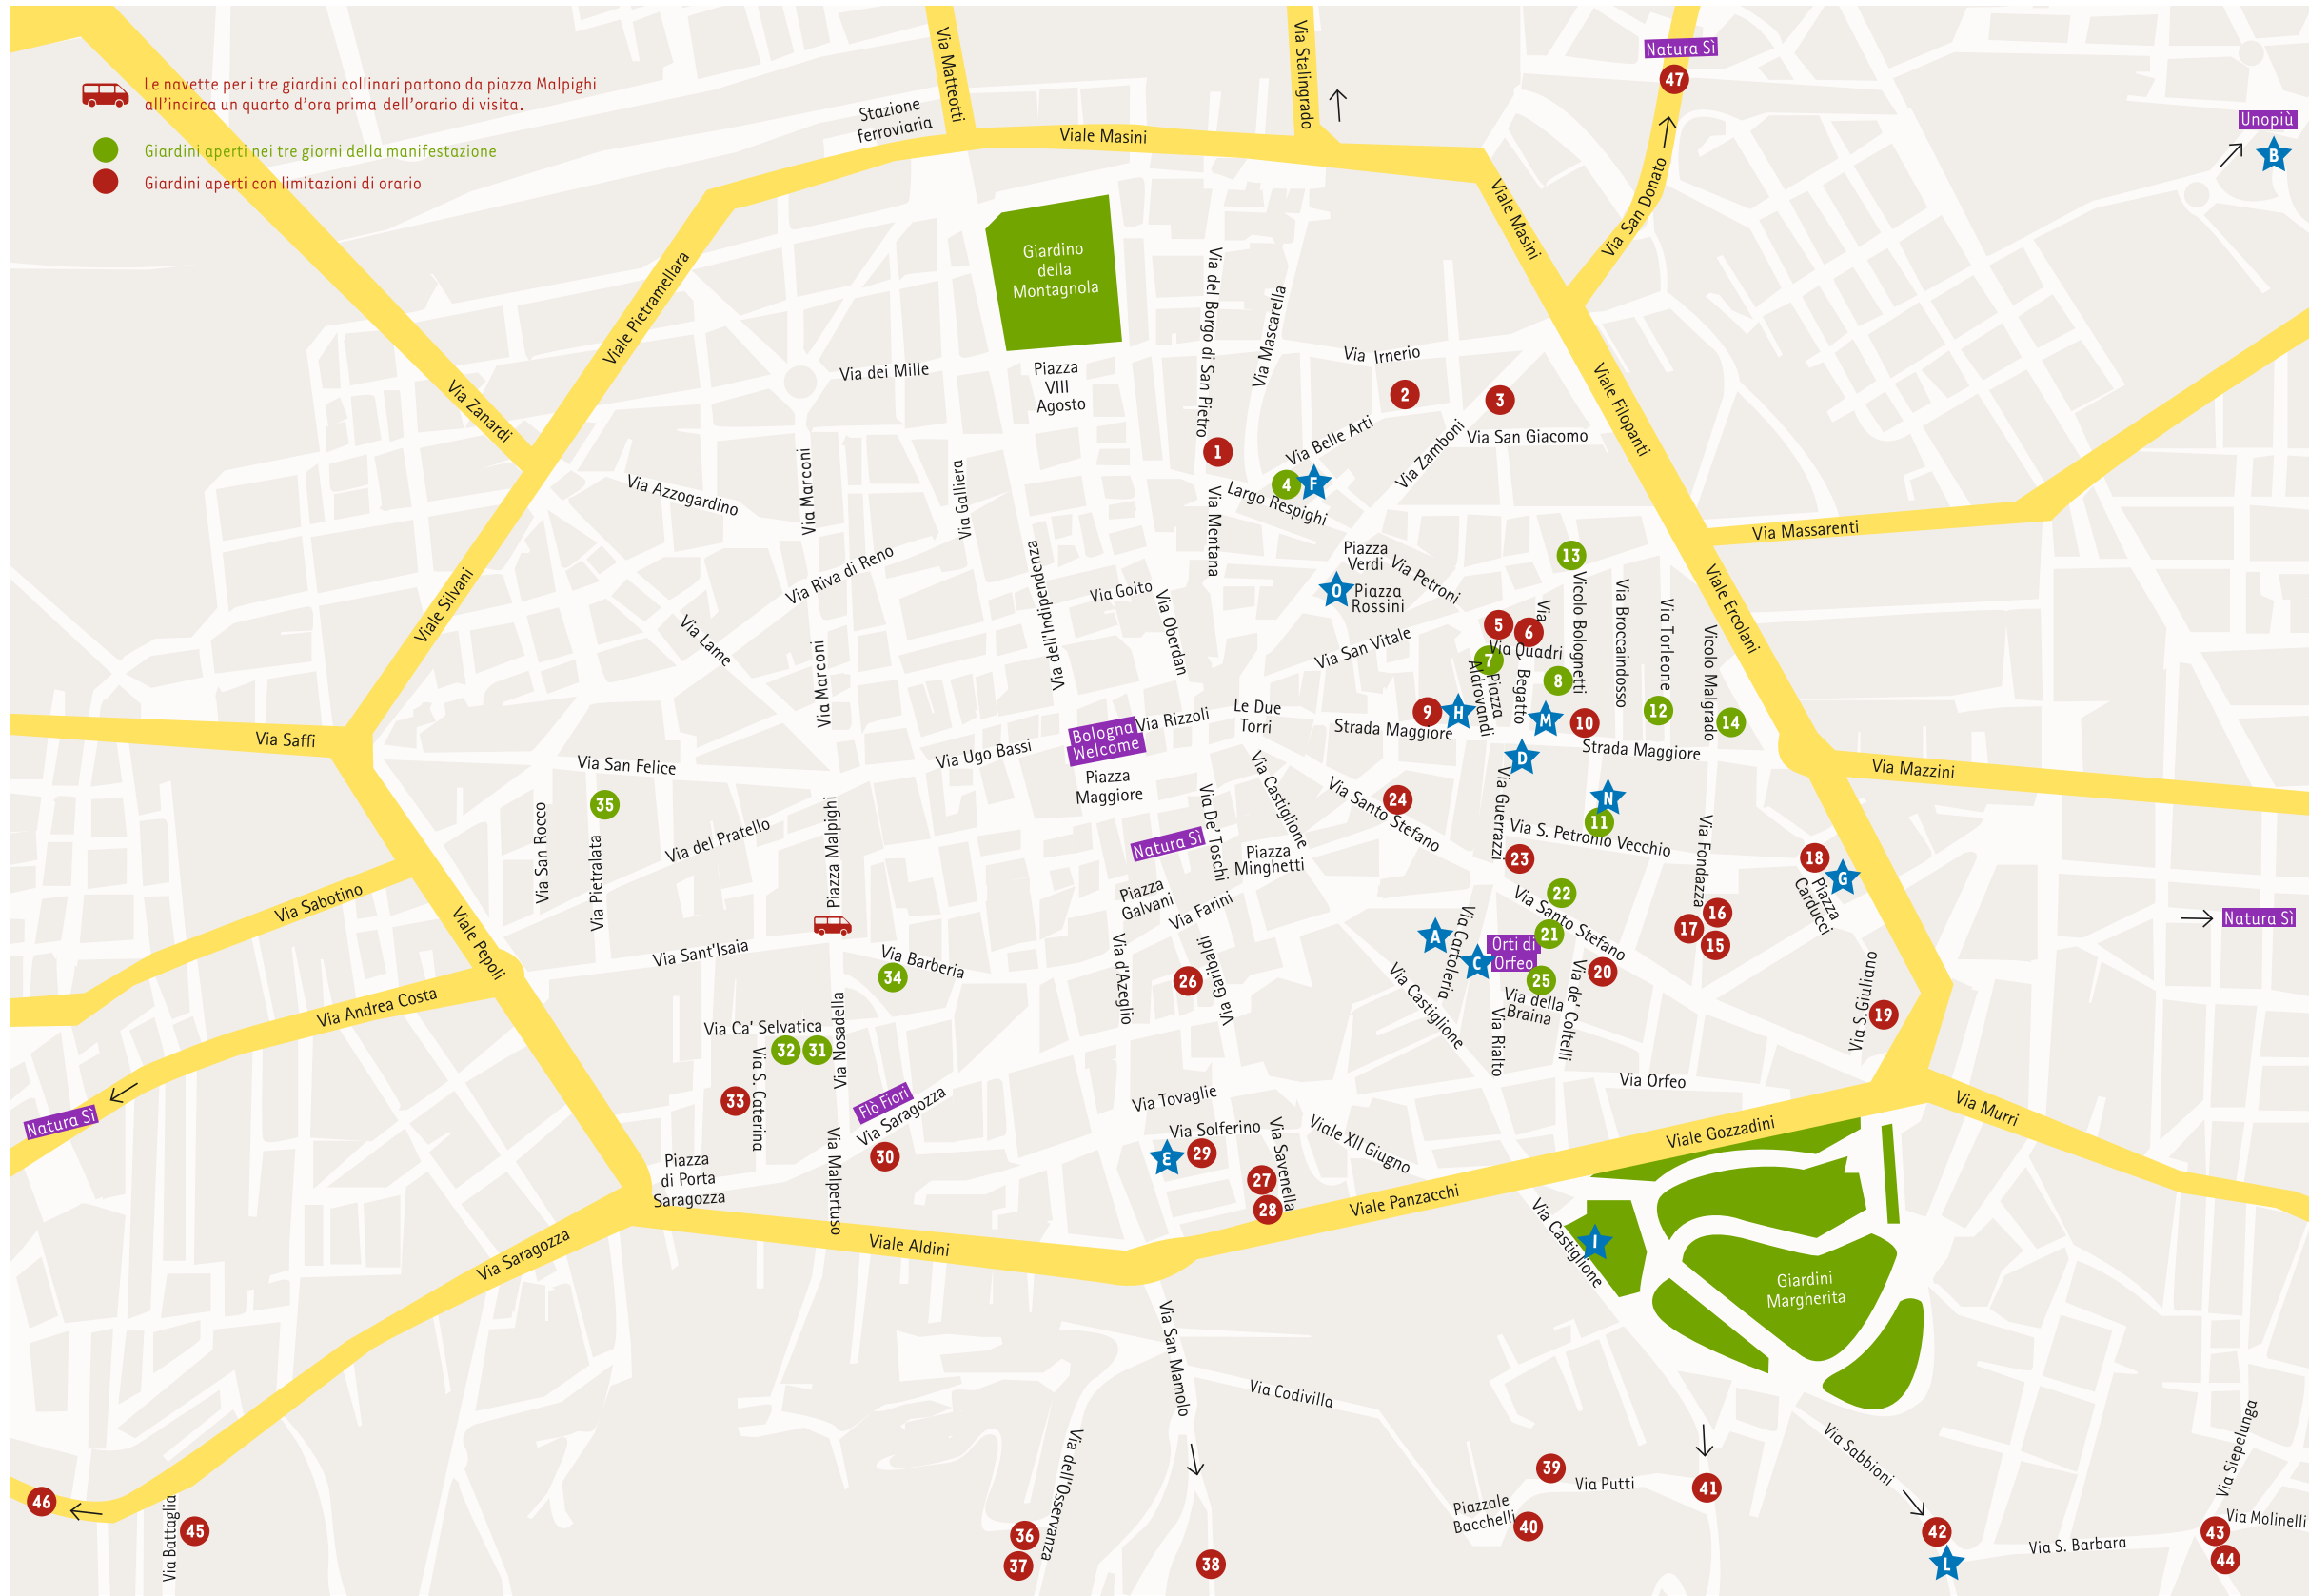 Le navette per i tre giardini collinari partono da piazza Malpighi
all'incirca un quarto d'ora prima dell'orario di visita.
Giardini aperti nei tre giorni della manifestazione
Giardini aperti con limitazioni di orario
Via Matteotti
Via Stalingrado
Natura Sì
47
Unopiù
B
Stazione
ferroviaria
Viale Masini
Viale Masini
Via San Donato
Giardino
della
Montagnola
Viale Pietramellara
Via Zanardi
Via del Borgo di San Pietro
Via Mascarella
Via Irnerio
Via dei Mille
Piazza
VIII
Agosto
2
3
Viale Filopanti
Via Belle Arti
Via Zamboni
Via San Giacomo
1
4
F
Largo Respighi
Via Azzogardino
Via Marconi
Via Galliera
Via Mentana
Via Massarenti
Viale Silvani
Via Riva di Reno
Via dell'Indipendenza
Via Goito
Via Oberdan
Piazza
Verdi
Via Petroni
O
Piazza
Rossini
13
Vicolo Bolognetti
Via Broccaindosso
Via Torleone
Vicolo Malgrado
Viale Ercolani
Via Lame
Via Marconi
Via San Vitale
5
6
Via
Begatto
Via Quadri
7
8
Piazza
Aldrovandi
9
H
M
10
12
14
Via Saffi
Via San Felice
Via Ugo Bassi
Bologna
Welcome
Via Rizzoli
Le Due
Torri
Strada Maggiore
D
Strada Maggiore
Via Mazzini
Piazza
Maggiore
35
Via San Rocco
Via Pietralata
Via del Pratello
Piazza Malpighi
Natura Sì
Via De' Toschi
Via Castiglione
Piazza
Minghetti
Via Santo Stefano
24
Via Guerrazzi
N
11
Via S. Petronio Vecchio
23
Via Fondazza
18
G
Piazza
Carducci
Via Sabotino
Viale Pepoli
Piazza
Galvani
Via Farini
22
Via Santo Stefano
16
17
15
Natura Sì
Via Sant'Isaia
Via Barberia
34
Via d'Azeglio
26
Via Garibaldi
A
Via Cartoleria
C
Orti di
Orfeo
21
25
20
Via Castiglione
Via della
Braina
Via de' Coltelli
Via Rialto
Via S.Giuliano
19
Via Andrea Costa
Via Ca' Selvatica
32
31
Via Nosadella
33
Via S. Caterina
Flò Fiori
Via Saragozza
30
Via Malpertuso
Natura Sì
Via Tovaglie
Via Solferino
E
29
27
28
Via Savenella
Viale XII Giugno
Via Orfeo
Viale Gozzadini
Via Murri
Piazza
di Porta
Saragozza
Viale Panzacchi
Viale Aldini
Via Saragozza
Via Castiglione
I
Giardini
Margherita
Via San Mamolo
Via Codivilla
Via dell'Osservanza
36
37
38
39
Via Putti
Piazzale
Bacchelli
40
41
Via Sabbioni
42
L
Via S. Barbara
Via Siepelunga
Via Molinelli
43
44
46
45
Via Battaglia